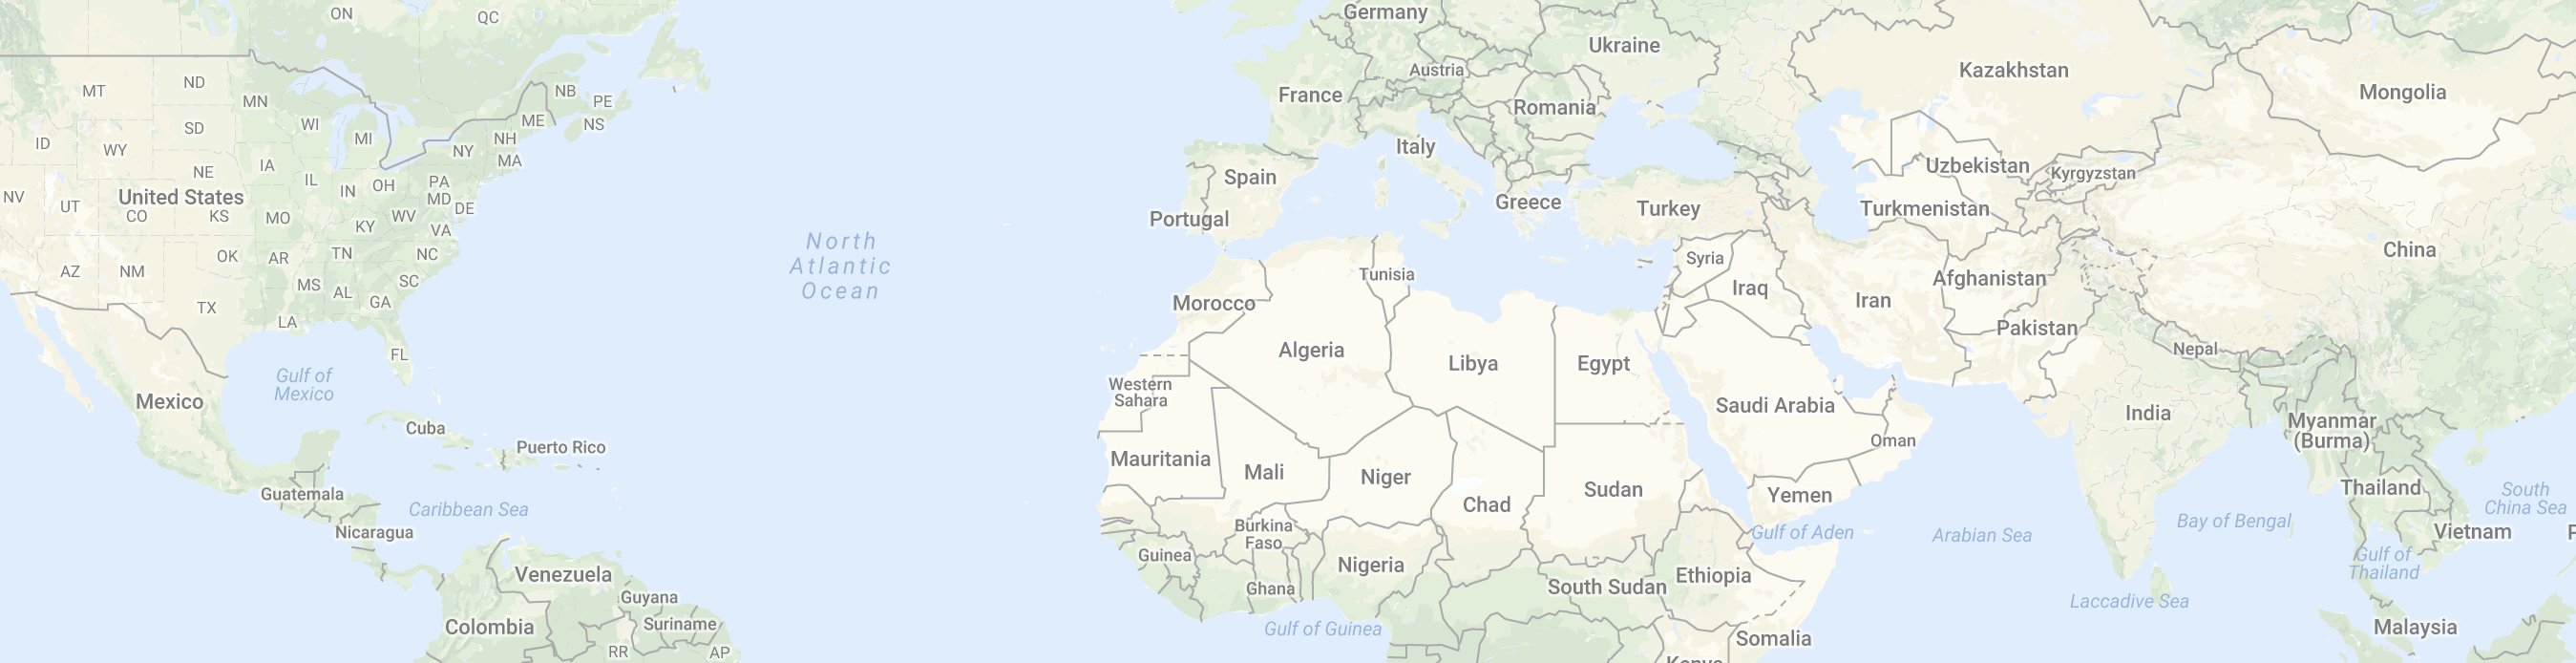 ON
QC
Germany
Ukraine
Austria
Kazakhstan
MT
ND
MN
NB
PE
France
Romania
Mongolia
SD
WI
MI
ME
NS
ID
WY
NH
NY
MA
Italy
NE
IA
Uzbekistan
Kyrgyzstan
NV
United States
IL
IN
OH
PA
Spain
UT
CO
KS
MO
KY
WV
MD
DE
VA
Portugal
Greece
Turkey
Turkmenistan
AZ
NM
OK
AR
TN
NC
North
Atlantic
Ocean
Tunisia
Syria
China
MS
AL
GA
SC
Morocco
Iraq
Iran
Afghanistan
TX
LA
Pakistan
FL
Algeria
Libya
Egypt
Nepal
Gulf of
Mexico
Western
Sahara
Mexico
Saudi Arabia
India
Cuba
Puerto Rico
Oman
Myanmar
(Burma)
Mauritania
Mali
Niger
Chad
Sudan
Yemen
Thailand
South
China Sea
Guatemala
Caribbean Sea
Nicaragua
Burkina
Faso
Gulf of Aden
Arabian Sea
Bay of Bengal
Vietnam
Guinea
Nigeria
Gulf of
Thailand
Venezuela
Ghana
South Sudan
Ethiopia
Guyana
Laccadive Sea
Colombia
Suriname
Gulf of Guinea
Somalia
Malaysia
RR
AP